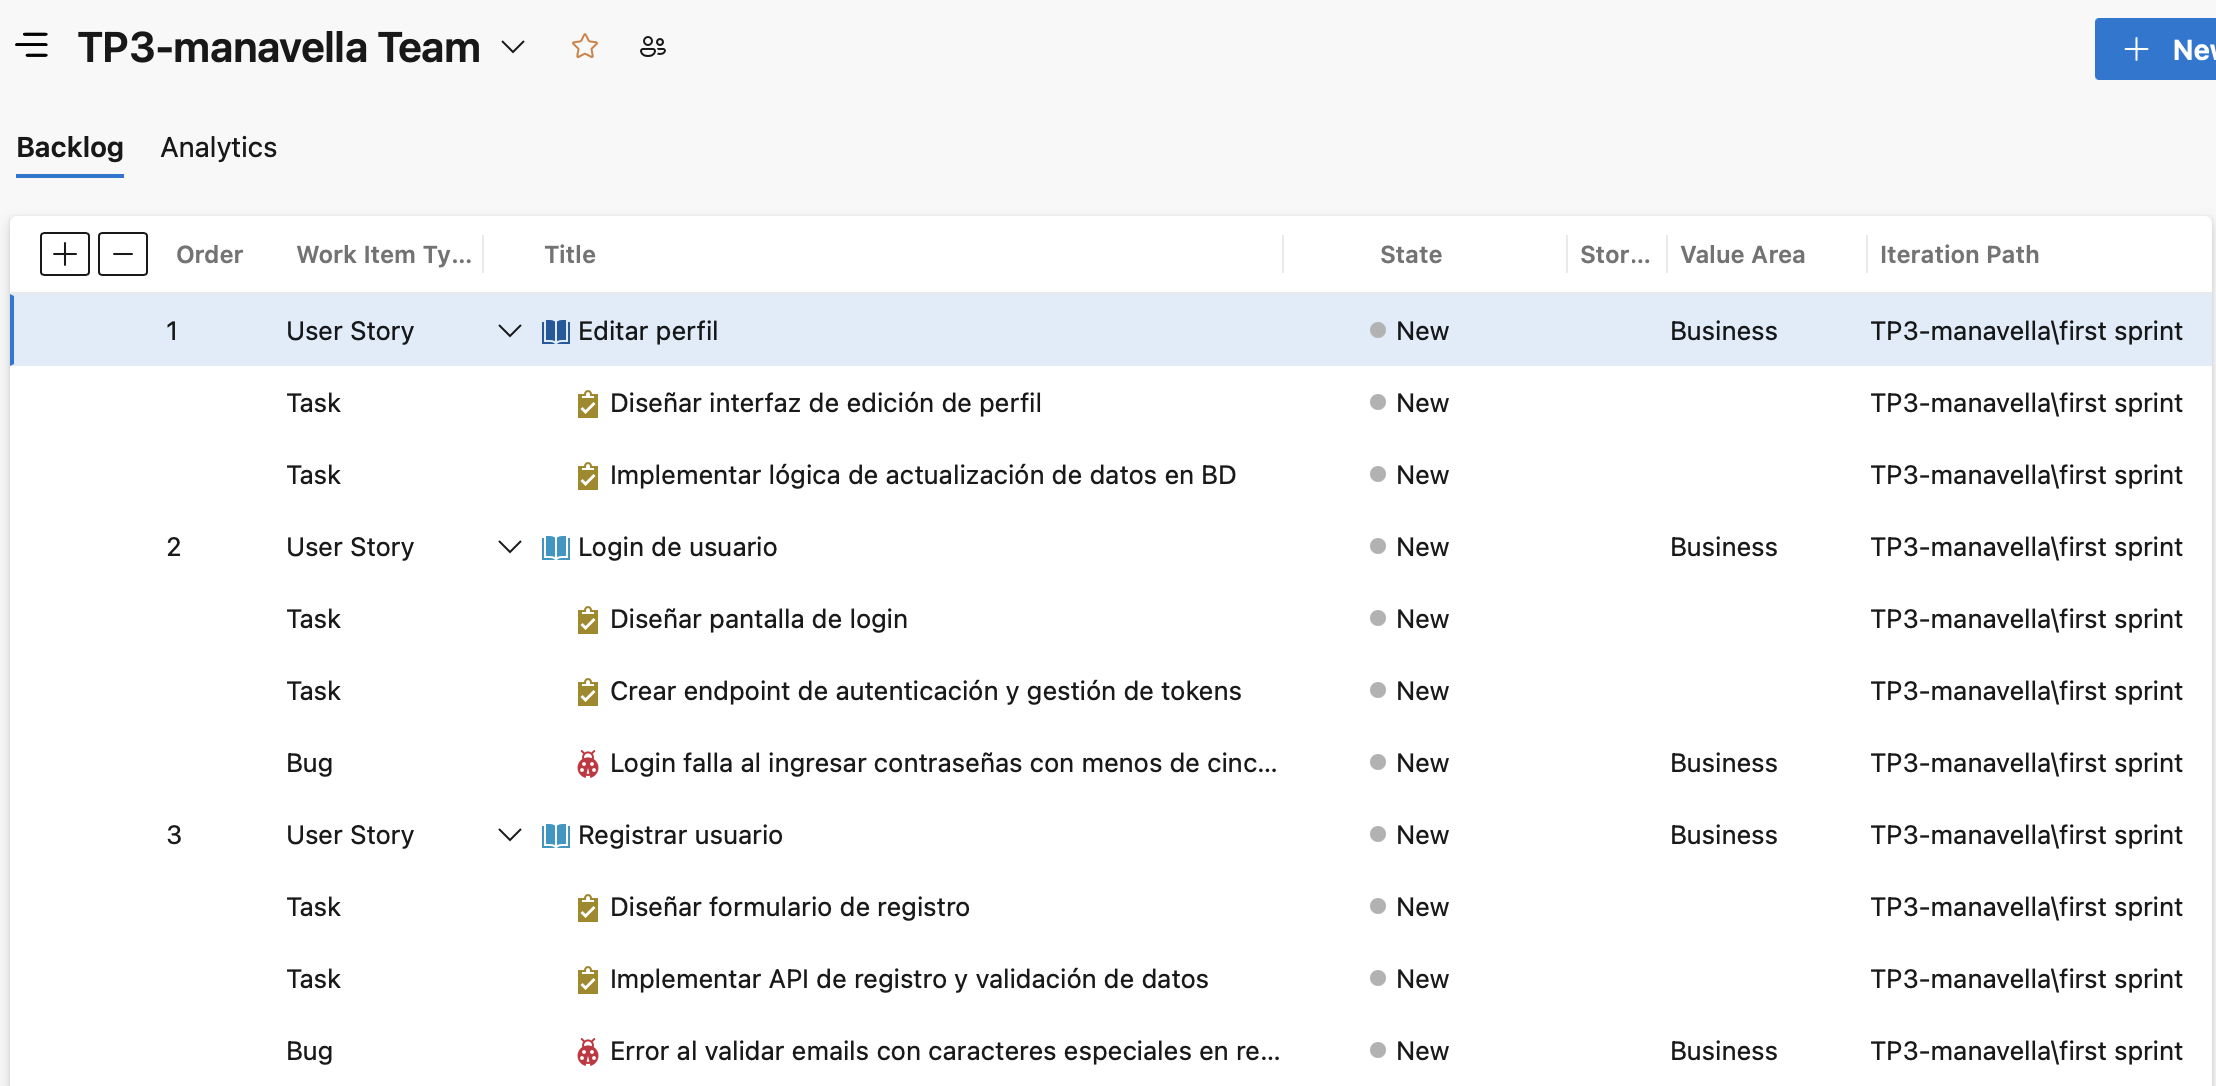 TP3-manavella Team
New
Backlog Analytics
Order Work Item Ty... Title State Stor... Value Area Iteration Path
1 User Story Editar perfil New Business TP3-manavella\first sprint
Task Diseñar interfaz de edición de perfil New TP3-manavella\first sprint
Task Implementar lógica de actualización de datos en BD New TP3-manavella\first sprint
2 User Story Login de usuario New Business TP3-manavella\first sprint
Task Diseñar pantalla de login New TP3-manavella\first sprint
Task Crear endpoint de autenticación y gestión de tokens New TP3-manavella\first sprint
Bug Login falla al ingresar contraseñas con menos de cinc... New Business TP3-manavella\first sprint
3 User Story Registrar usuario New Business TP3-manavella\first sprint
Task Diseñar formulario de registro New TP3-manavella\first sprint
Task Implementar API de registro y validación de datos New TP3-manavella\first sprint
Bug Error al validar emails con caracteres especiales en re... New Business TP3-manavella\first sprint